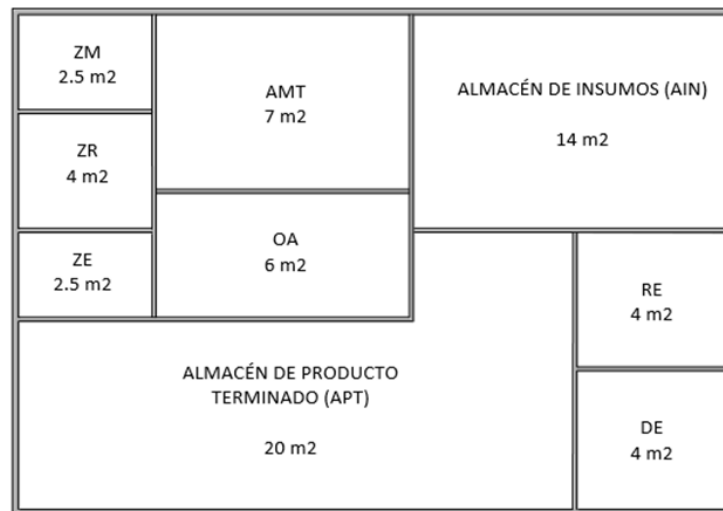 ZM
2.5 m2
AMT
7 m2
ALMACÉN DE INSUMOS (AIN)
14 m2
ZR
4 m2
OA
6 m2
ZE
2.5 m2
RE
4 m2
ALMACÉN DE PRODUCTO
TERMINADO (APT)
20 m2
DE
4 m2